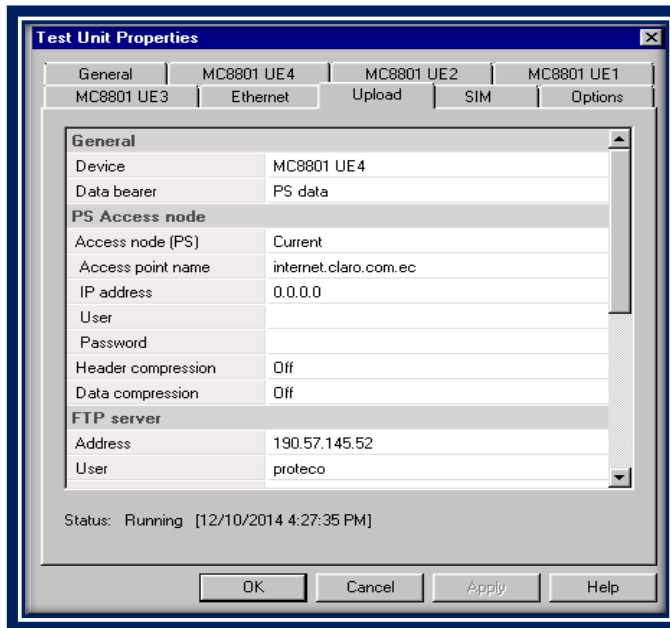 Test Unit Properties
General MC8801 UE4 MC8801 UE2 MC8801 UE1
MC8801 UE3 Ethernet Upload SIM Options
General
Device MC8801 UE4
Data bearer PS data
PS Access node
Access node (PS) Current
Access point name internet.claro.com.ec
IP address 0.0.0.0
User
Password
Header compression Off
Data compression Off
FTP server
Address 190.57.145.52
User proteco
Status: Running [12/10/2014 4:27:35 PM]
OK Cancel Apply Help